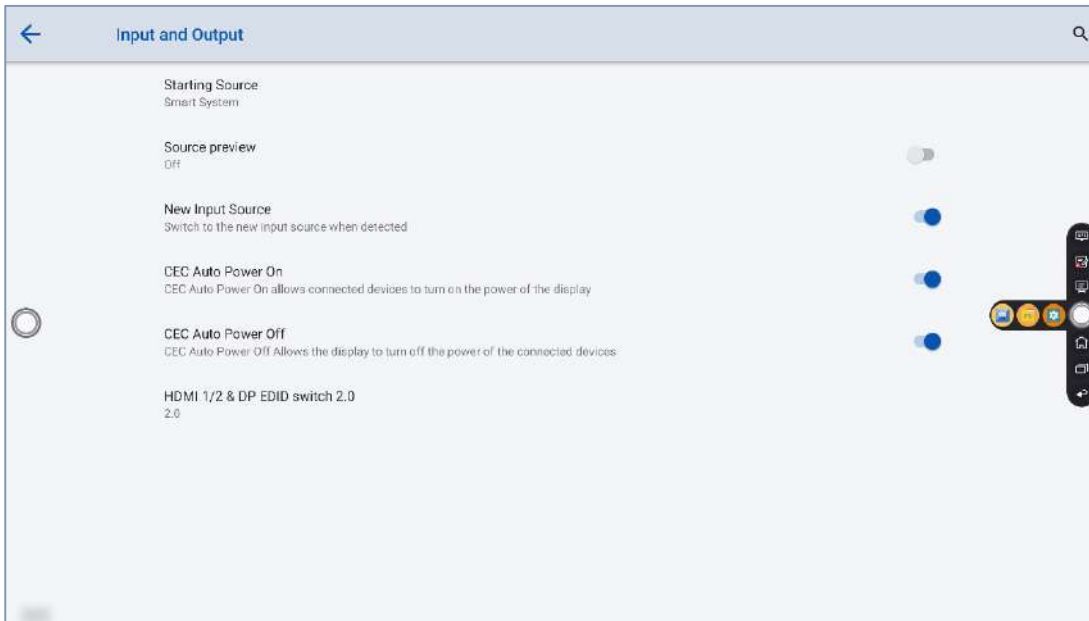 Input and Output
Starting Source
Smart System
Source preview
Off
New Input Source
Switch to the new input source when detected
CEC Auto Power On
CEC Auto Power On allows connected devices to turn on the power of the display
CEC Auto Power Off
CEC Auto Power Off Allows the display to turn off the power of the connected devices
HDMI 1/2 & DP EDID switch 2.0
2.0